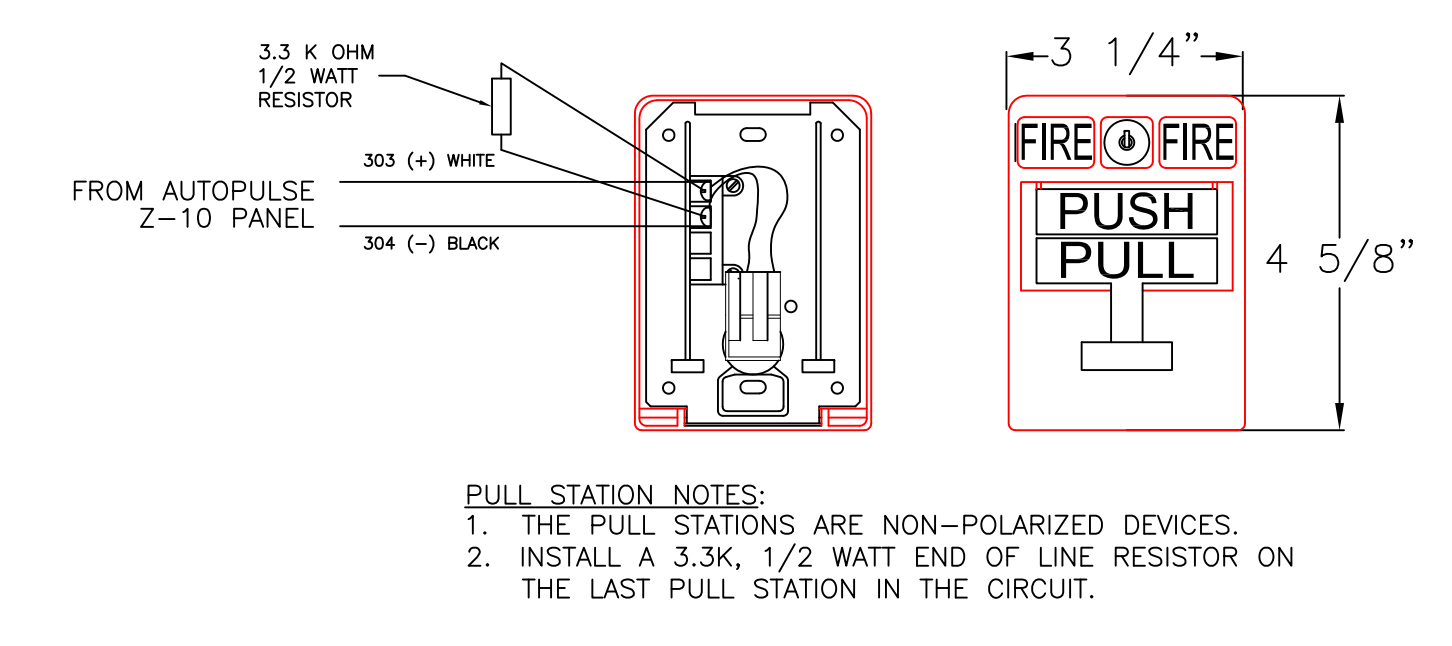 3.3 K OHM
1/2 WATT
RESISTOR
303 (+) WHITE
FROM AUTOPULSE
Z-10 PANEL
304 (-) BLACK
3 1/4”
FIRE FIRE
PUSH
PULL
4 5/8”
PULL STATION NOTES:
1. THE PULL STATIONS ARE NON-POLARIZED DEVICES.
2. INSTALL A 3.3K, 1/2 WATT END OF LINE RESISTOR ON
THE LAST PULL STATION IN THE CIRCUIT.